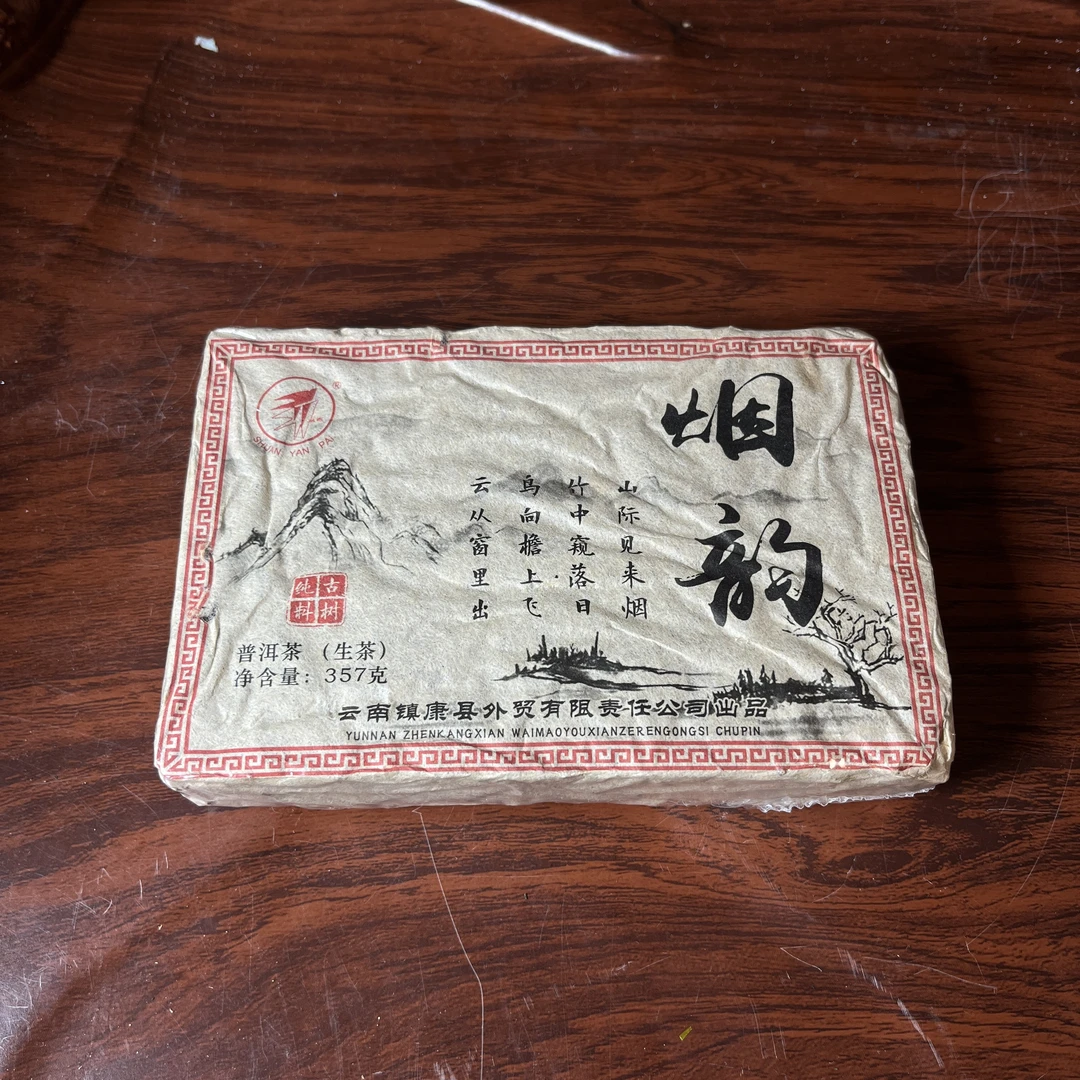 烟韵
山际见来烟
竹中窥落日
鸟向檐上飞
云从窗里出
SHUAN YAN PAI
®
古树
纯料
普洱茶（生茶）
净含量：357克
云南镇康县外贸有限责任公司出品
YUNNAN ZHENKANGXIAN WAIMAOYOUXIANZERENGONGSI CHUPIN